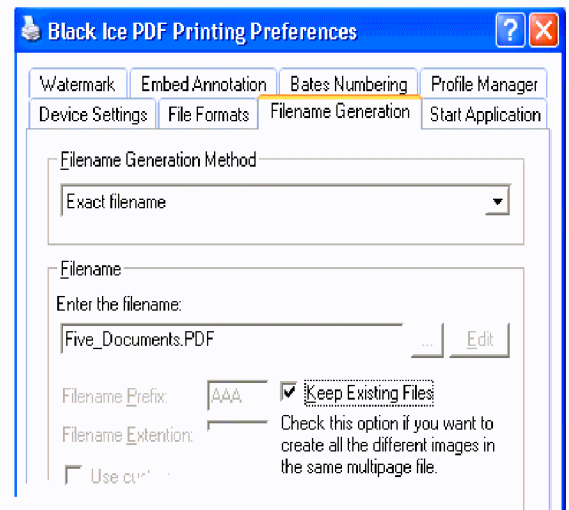 Black Ice PDF Printing Preferences
Watermark Embed Annotation Bates Numbering Profile Manager
Device Settings File Formats Filename Generation Start Application
Filename Generation Method
Exact filename
Filename
Enter the filename:
Five_Documents.PDF ... Edit
Filename Prefix: AAA Keep Existing Files
Check this option if you want to
Filename Extention: create all the different images in
the same multipage file.
Use